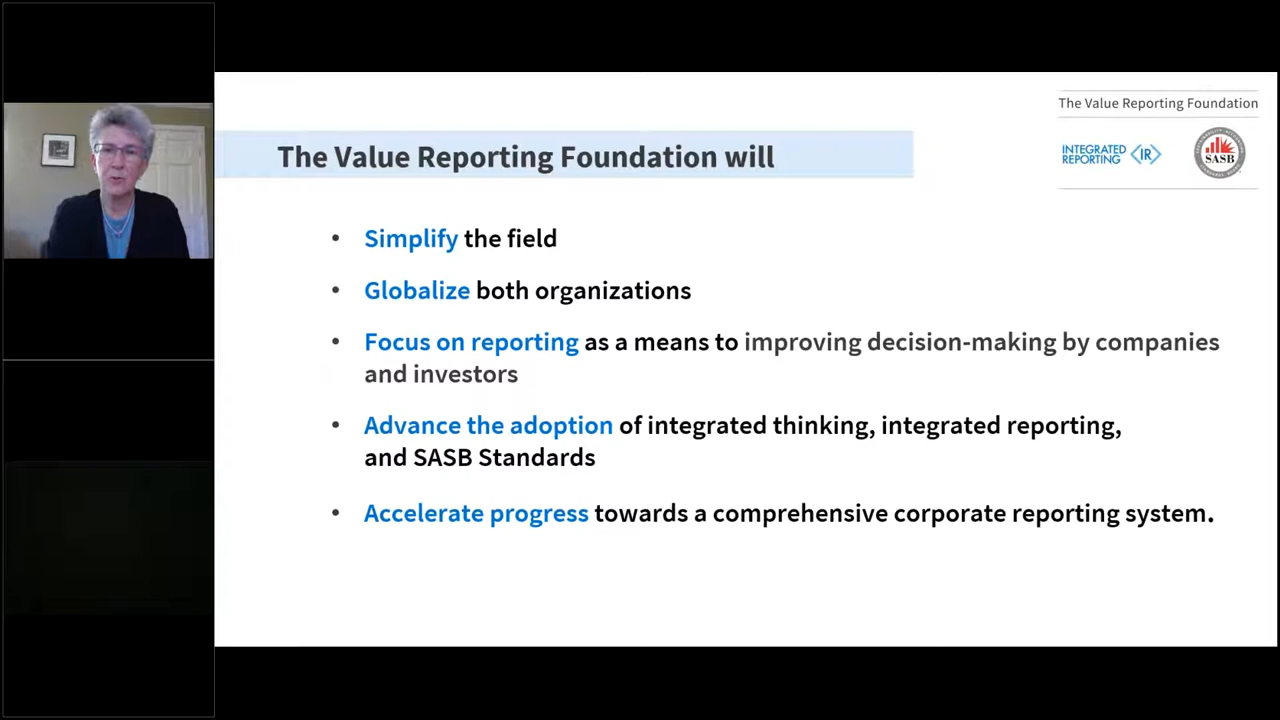 The Value Reporting Foundation
INTEGRATED
REPORTING
<IR>
SASB
The Value Reporting Foundation will
• Simplify the field
• Globalize both organizations
• Focus on reporting as a means to improving decision-making by companies
and investors
• Advance the adoption of integrated thinking, integrated reporting,
and SASB Standards
• Accelerate progress towards a comprehensive corporate reporting system.